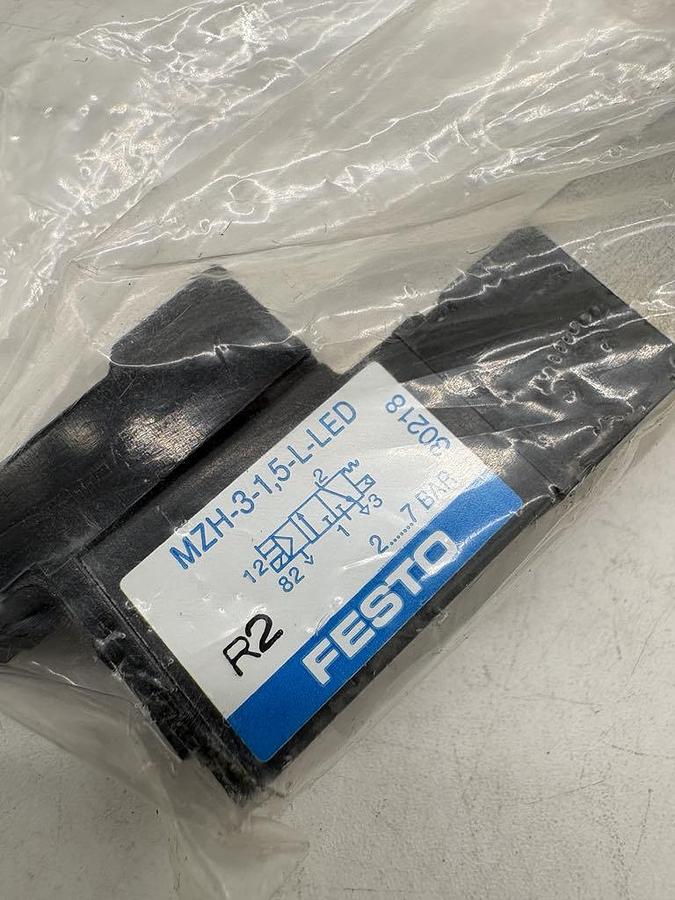 MZH-3-1,5-L-LED
30218
2
12
82
1
3
2.......7 BAR
R2
FESTO